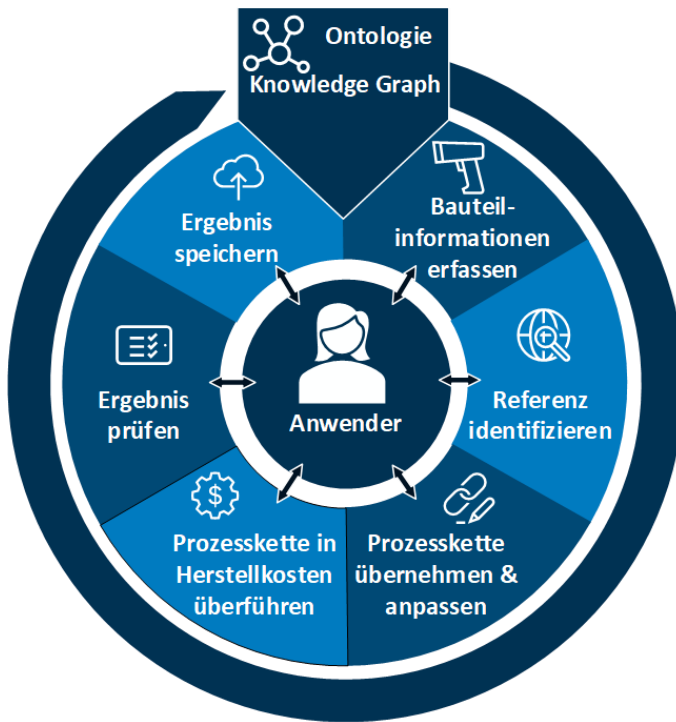 Ontologie
Knowledge Graph
Bauteil-
informationen
erfassen
Referenz
identifizieren
Prozesskette
übernehmen &
anpassen
Prozesskette in
Herstellkosten
überführen
$
Ergebnis
prüfen
Ergebnis
speichern
Anwender